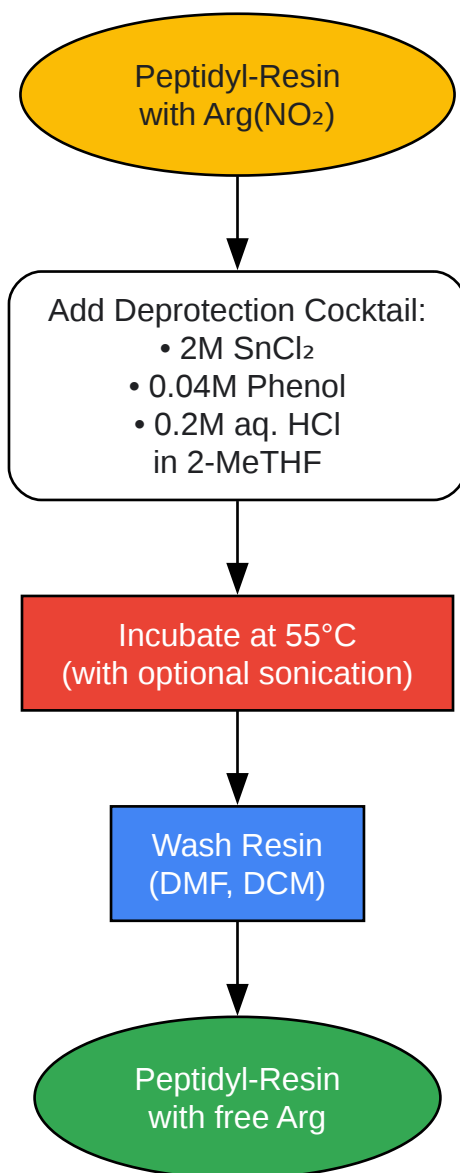 Peptidyl-Resin
with Arg(NO₂)
Add Deprotection Cocktail:
• 2M SnCl₂
• 0.04M Phenol
• 0.2M aq. HCl
in 2-MeTHF
Incubate at 55°C
(with optional sonication)
Wash Resin
(DMF, DCM)
Peptidyl-Resin
with free Arg